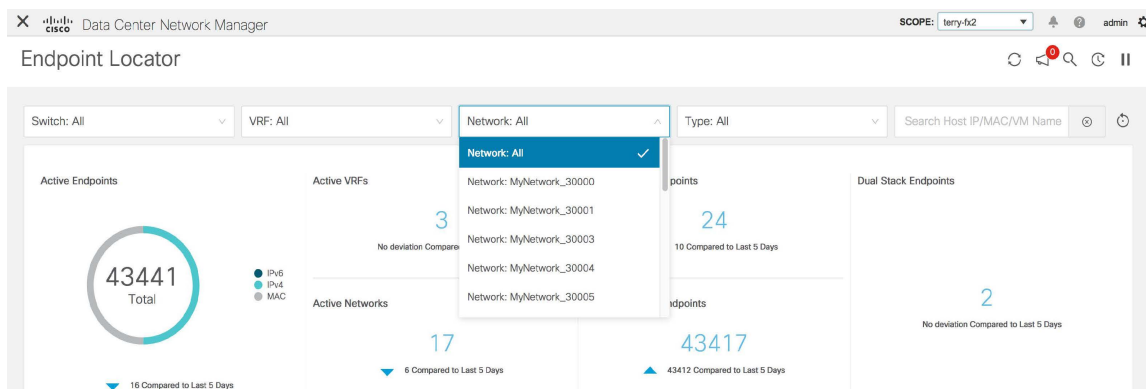 cisco Data Center Network Manager
SCOPE: terry-fx2
admin
Endpoint Locator
0
Switch: All
VRF: All
Network: All
Type: All
Search Host IP/MAC/VM Name
Network: All
Network: MyNetwork_30000
Network: MyNetwork_30001
Network: MyNetwork_30003
Network: MyNetwork_30004
Network: MyNetwork_30005
Active Endpoints
43441
Total
IPv6
IPv4
MAC
16 Compared to Last 5 Days
Active VRFs
3
No deviation Compare
Active Networks
17
6 Compared to Last 5 Days
points
24
10 Compared to Last 5 Days
dpoints
43417
43412 Compared to Last 5 Days
Dual Stack Endpoints
2
No deviation Compared to Last 5 Days